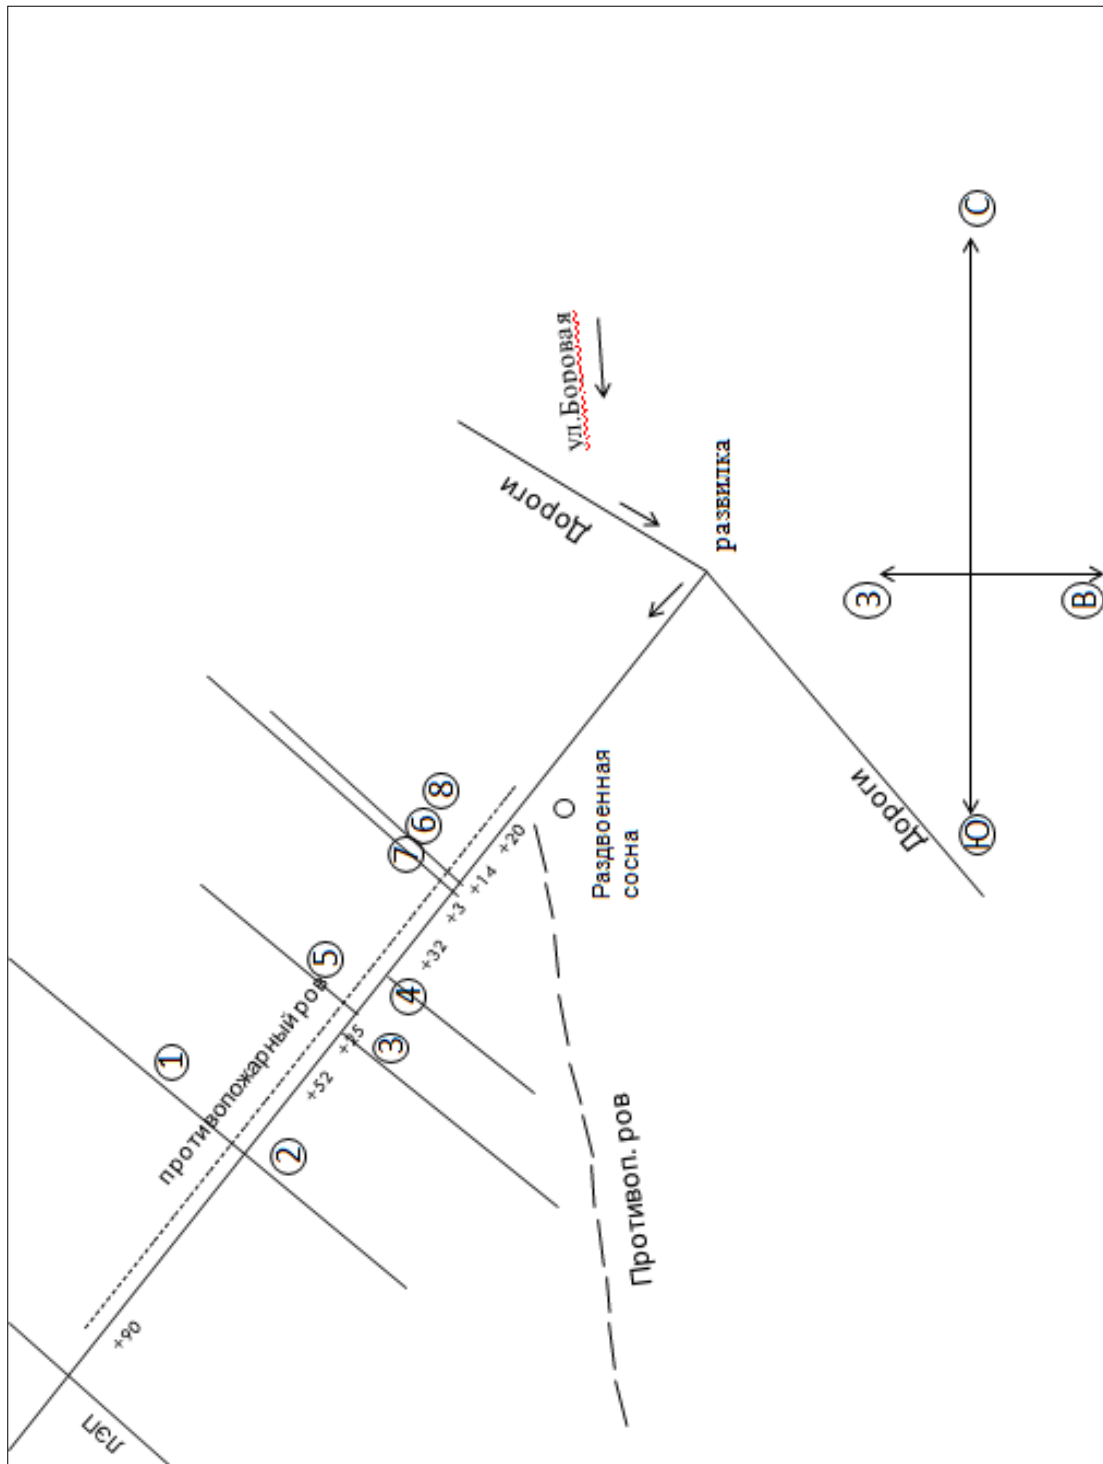 С
ул.Боровая
Дороги
развилка
З
В
Ю
Дороги
Раздвоенная
сосна
8
6
7
+20
+14
+3
+32
4
5
3
+25
+52
противопожарный ров
1
2
Противоп. ров
+90
ЛЭП